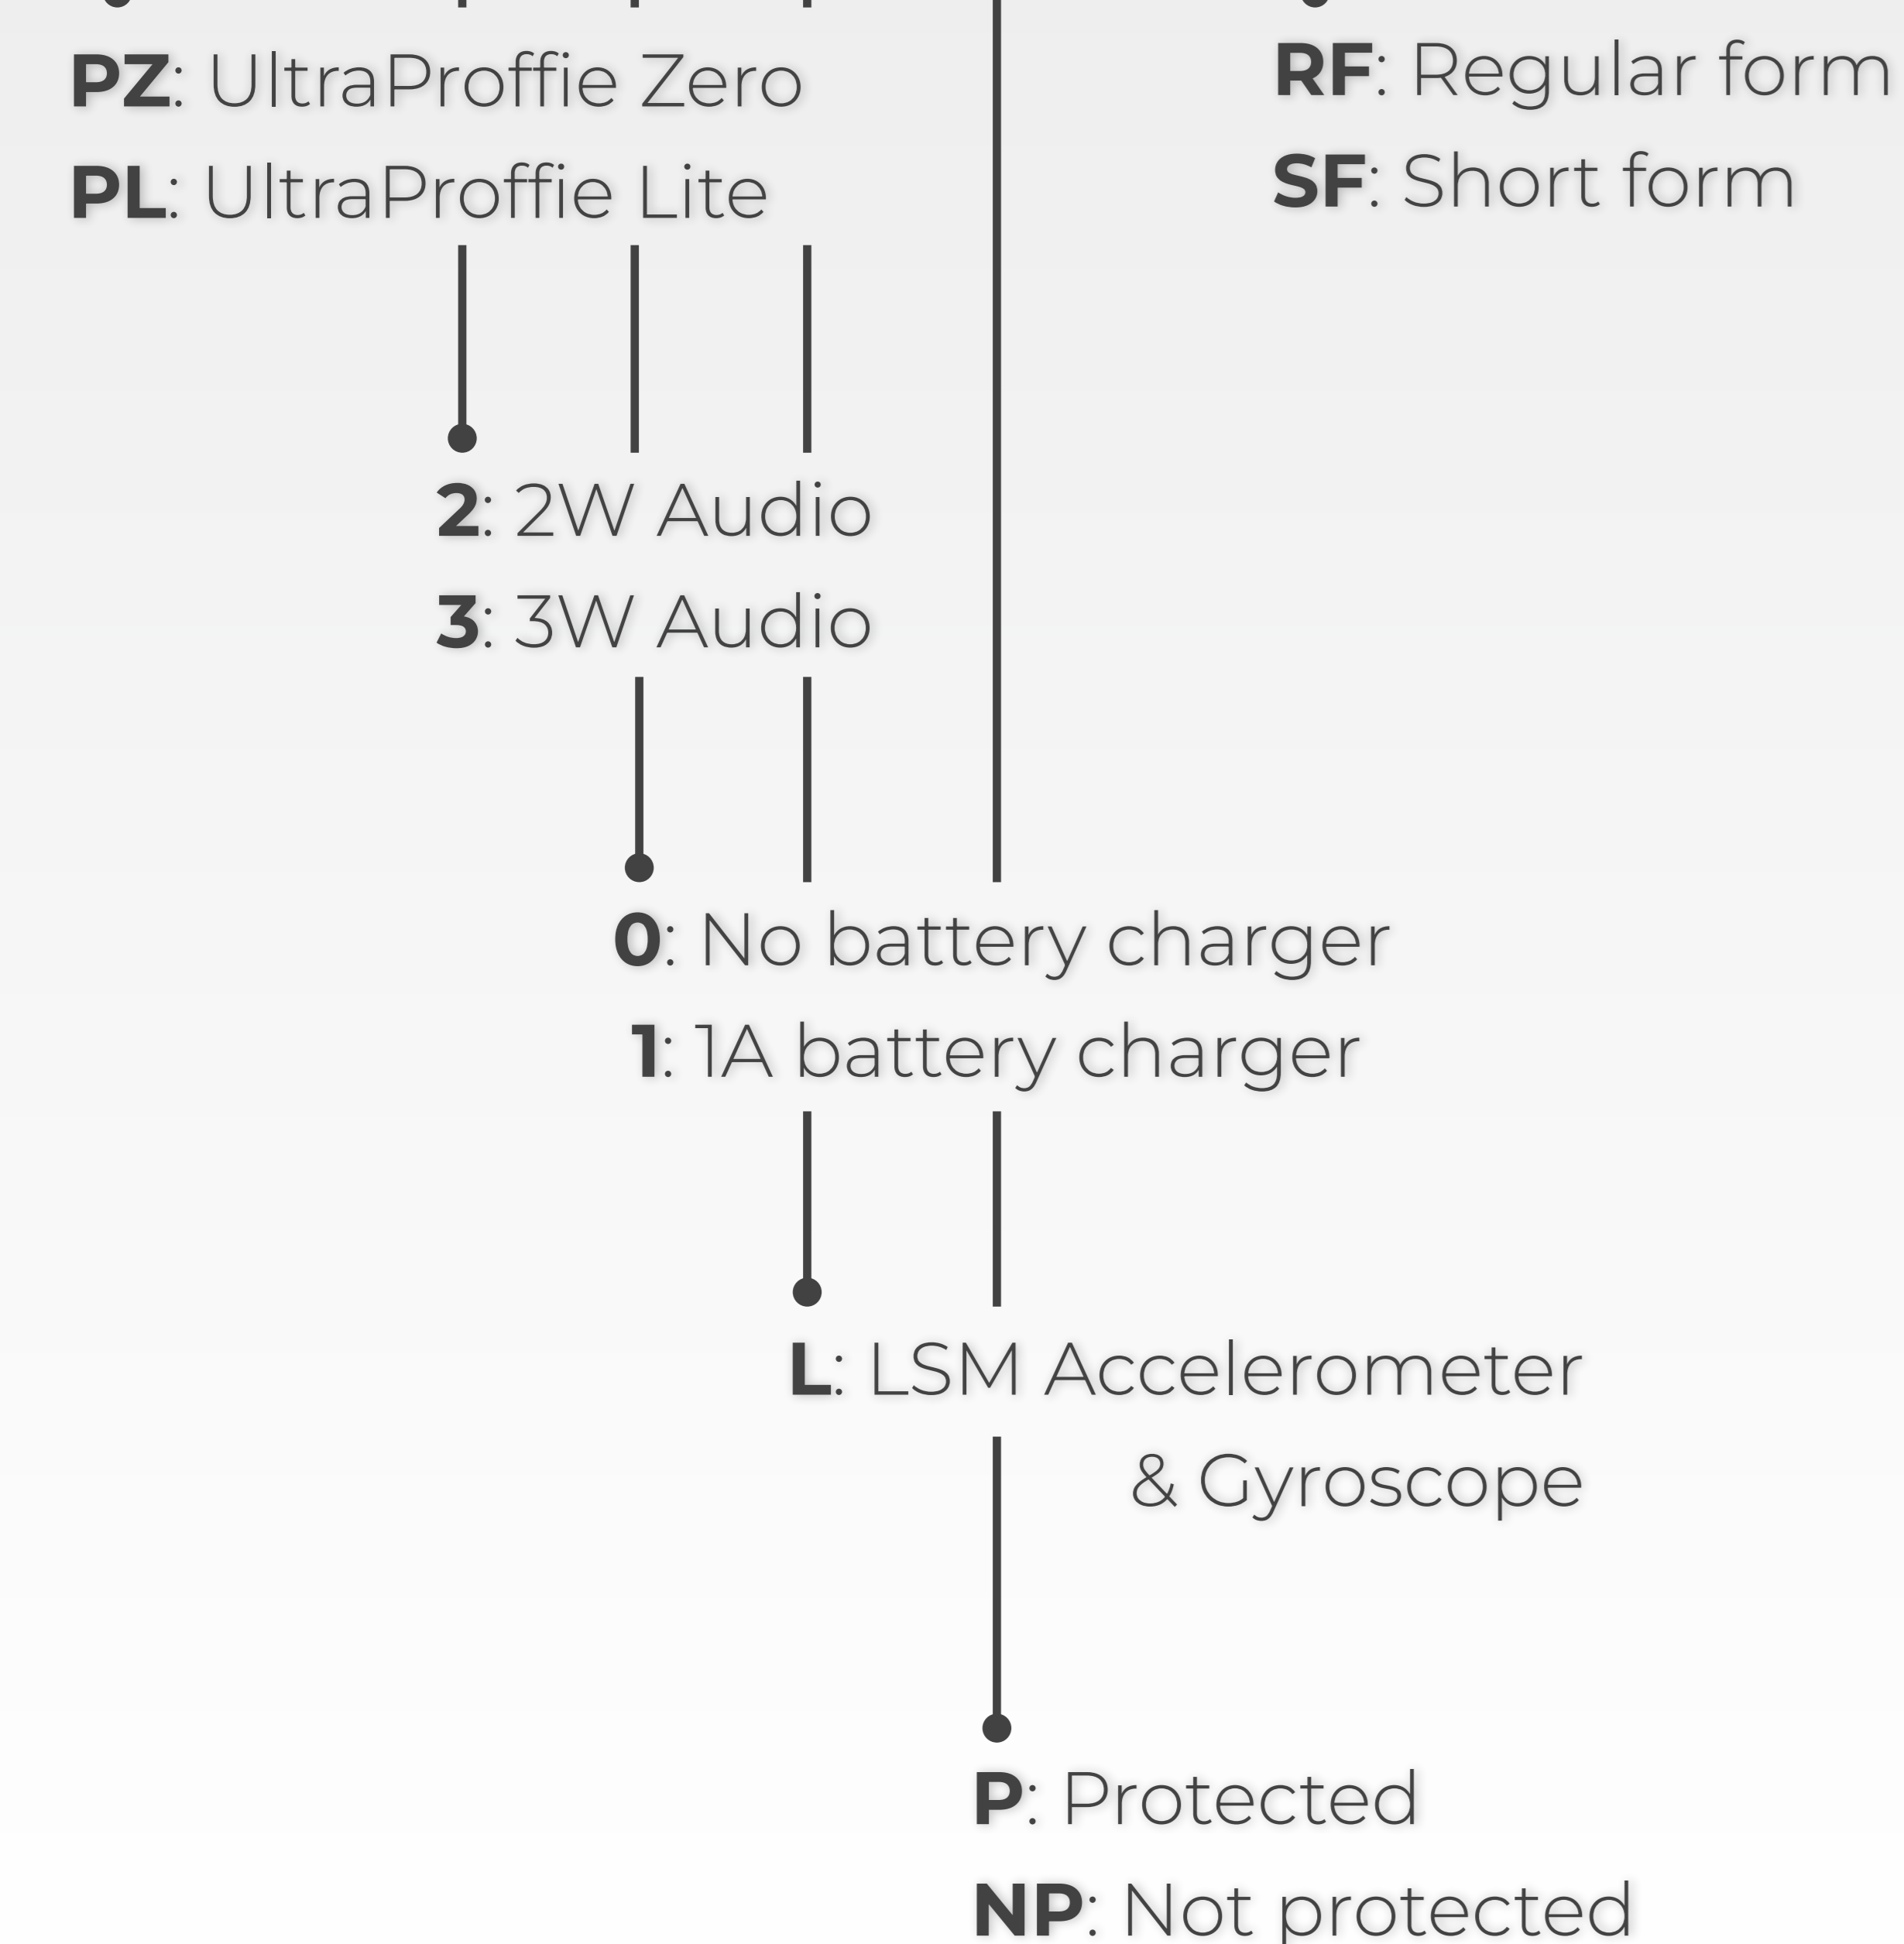 PZ: UltraProffie Zero
PL: UltraProffie Lite
RF: Regular form
SF: Short form
2: 2W Audio
3: 3W Audio
0: No battery charger
1: 1A battery charger
L: LSM Accelerometer
& Gyroscope
P: Protected
NP: Not protected